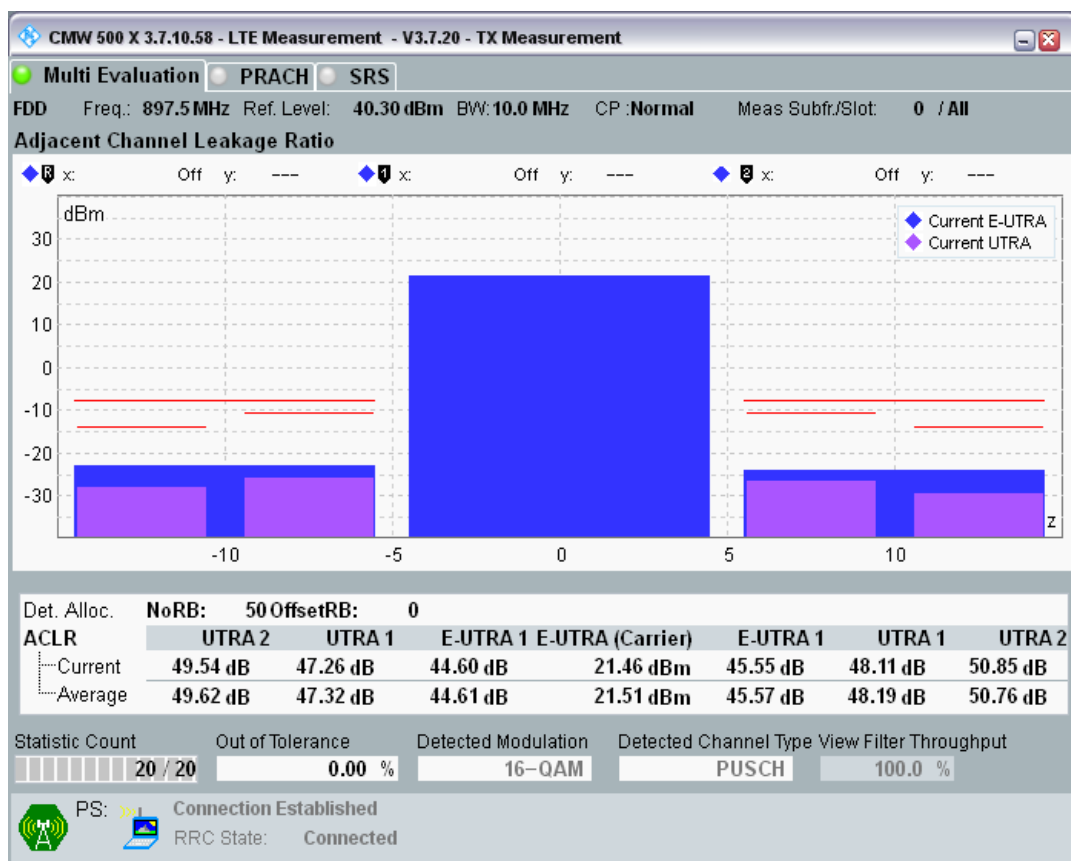 CMW 500 X 3.7.10.58 - LTE Measurement - V3.7.20 - TX Measurement
Multi Evaluation PRACH SRS
FDD Freq.: 897.5 MHz Ref. Level: 40.30 dBm BW: 10.0 MHz CP :Normal Meas Subfr./Slot: 0 / All
Adjacent Channel Leakage Ratio
R x: Off y: --- 1 x: Off y: --- 2 x: Off y: ---
dBm
Current E-UTRA
Current UTRA
30
20
10
0
-10
-20
-30
z
-10 -5 0 5 10
Det. Alloc. NoRB: 50 OffsetRB: 0
ACLR UTRA 2 UTRA 1 E-UTRA 1 E-UTRA (Carrier) E-UTRA 1 UTRA 1 UTRA 2
Current 49.54 dB 47.26 dB 44.60 dB 21.46 dBm 45.55 dB 48.11 dB 50.85 dB
Average 49.62 dB 47.32 dB 44.61 dB 21.51 dBm 45.57 dB 48.19 dB 50.76 dB
Statistic Count Out of Tolerance Detected Modulation Detected Channel Type View Filter Throughput
20 / 20 0.00 % 16-QAM PUSCH 100.0 %
PS: Connection Established
RRC State: Connected